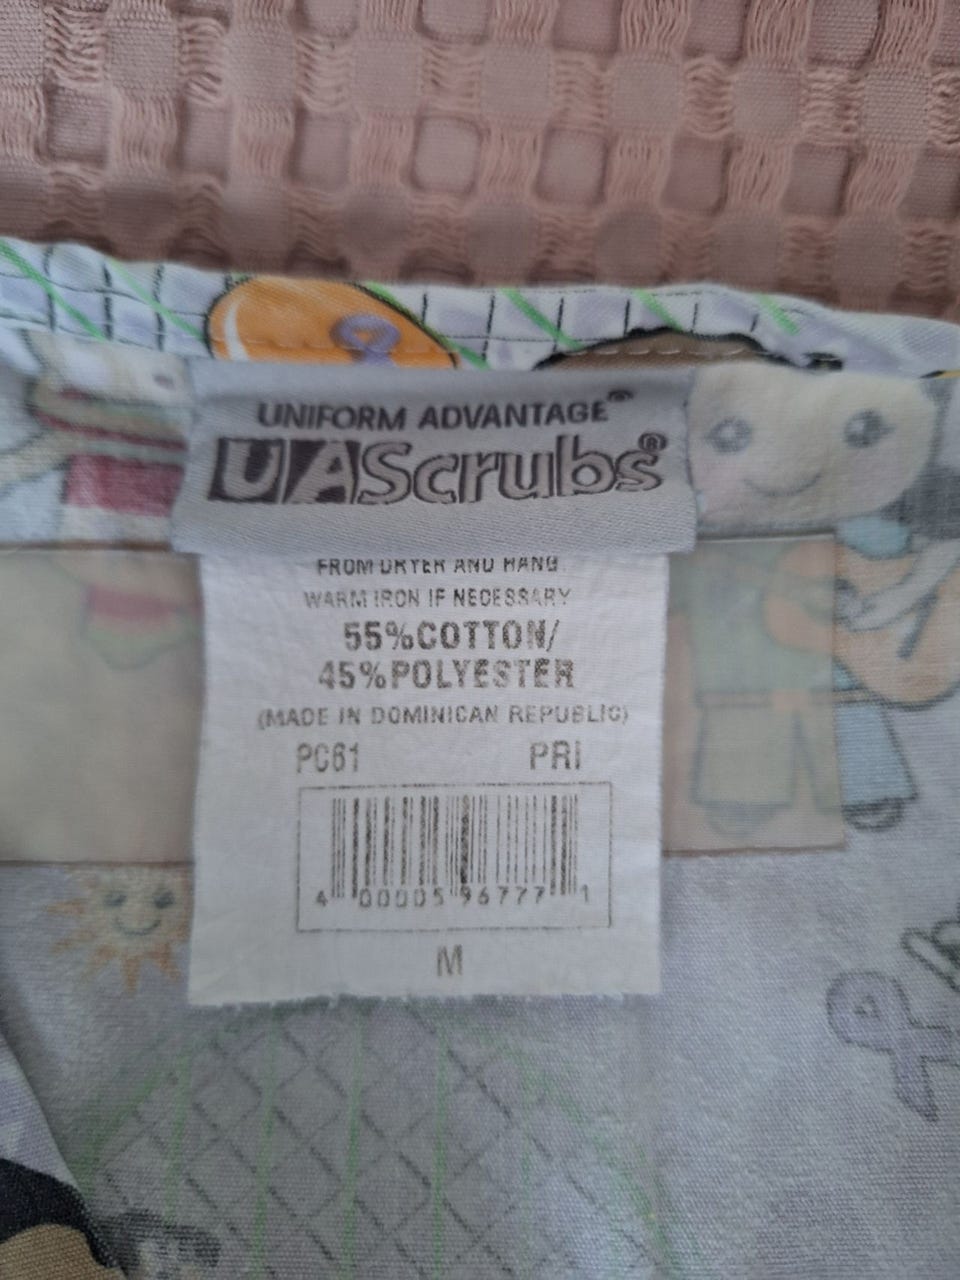 UNIFORM ADVANTAGE®
UAScrubs®
FROM DRYER AND HANG.
WARM IRON IF NECESSARY
55%COTTON/
45%POLYESTER
(MADE IN DOMINICAN REPUBLIC)
PC61 PRI
4 00005 96777 1
M